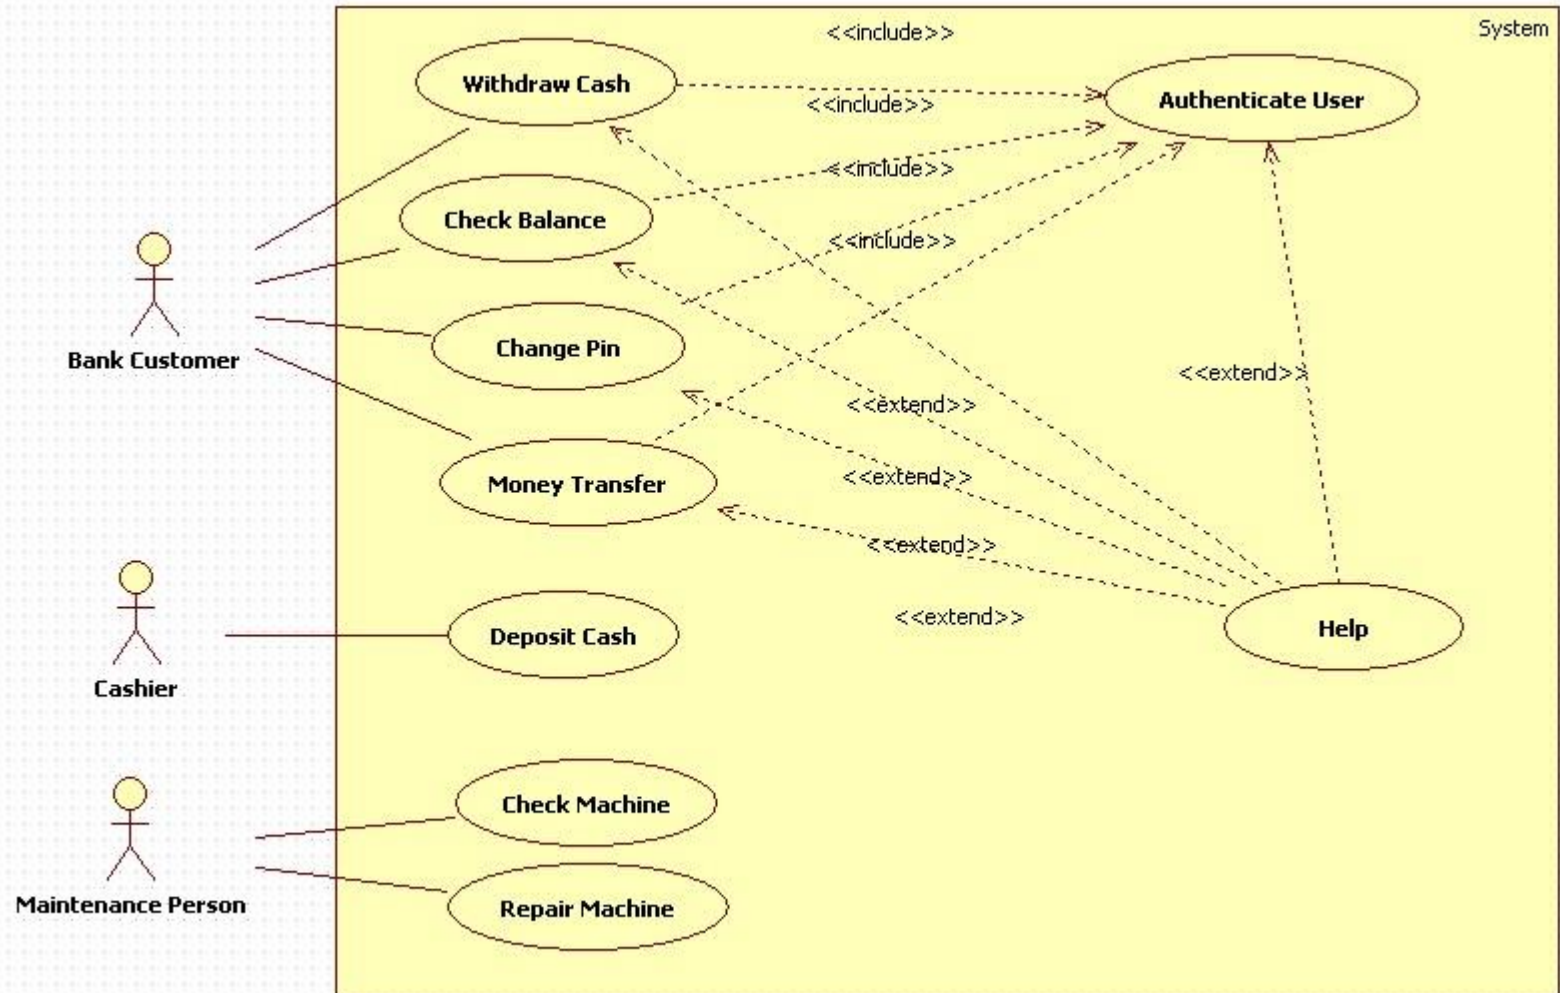 System
<<include>>
Withdraw Cash
Authenticate User
<<include>>
<<include>>
Check Balance
<<include>>
Change Pin
Bank Customer
<<extend>>
<<extend>>
<<extend>>
Money Transfer
<<extend>>
<<extend>>
Help
Deposit Cash
Cashier
Check Machine
Maintenance Person
Repair Machine